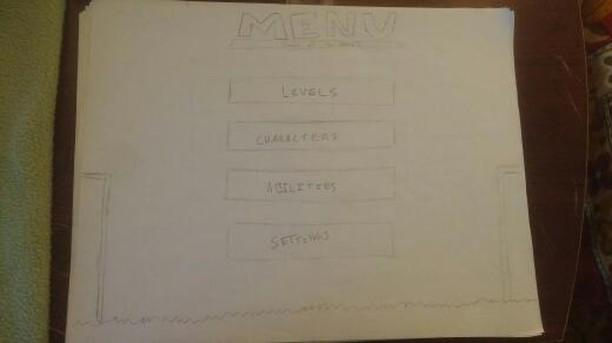 MENU
LEVELS
CHARACTERS
ABILITIES
SETTINGS